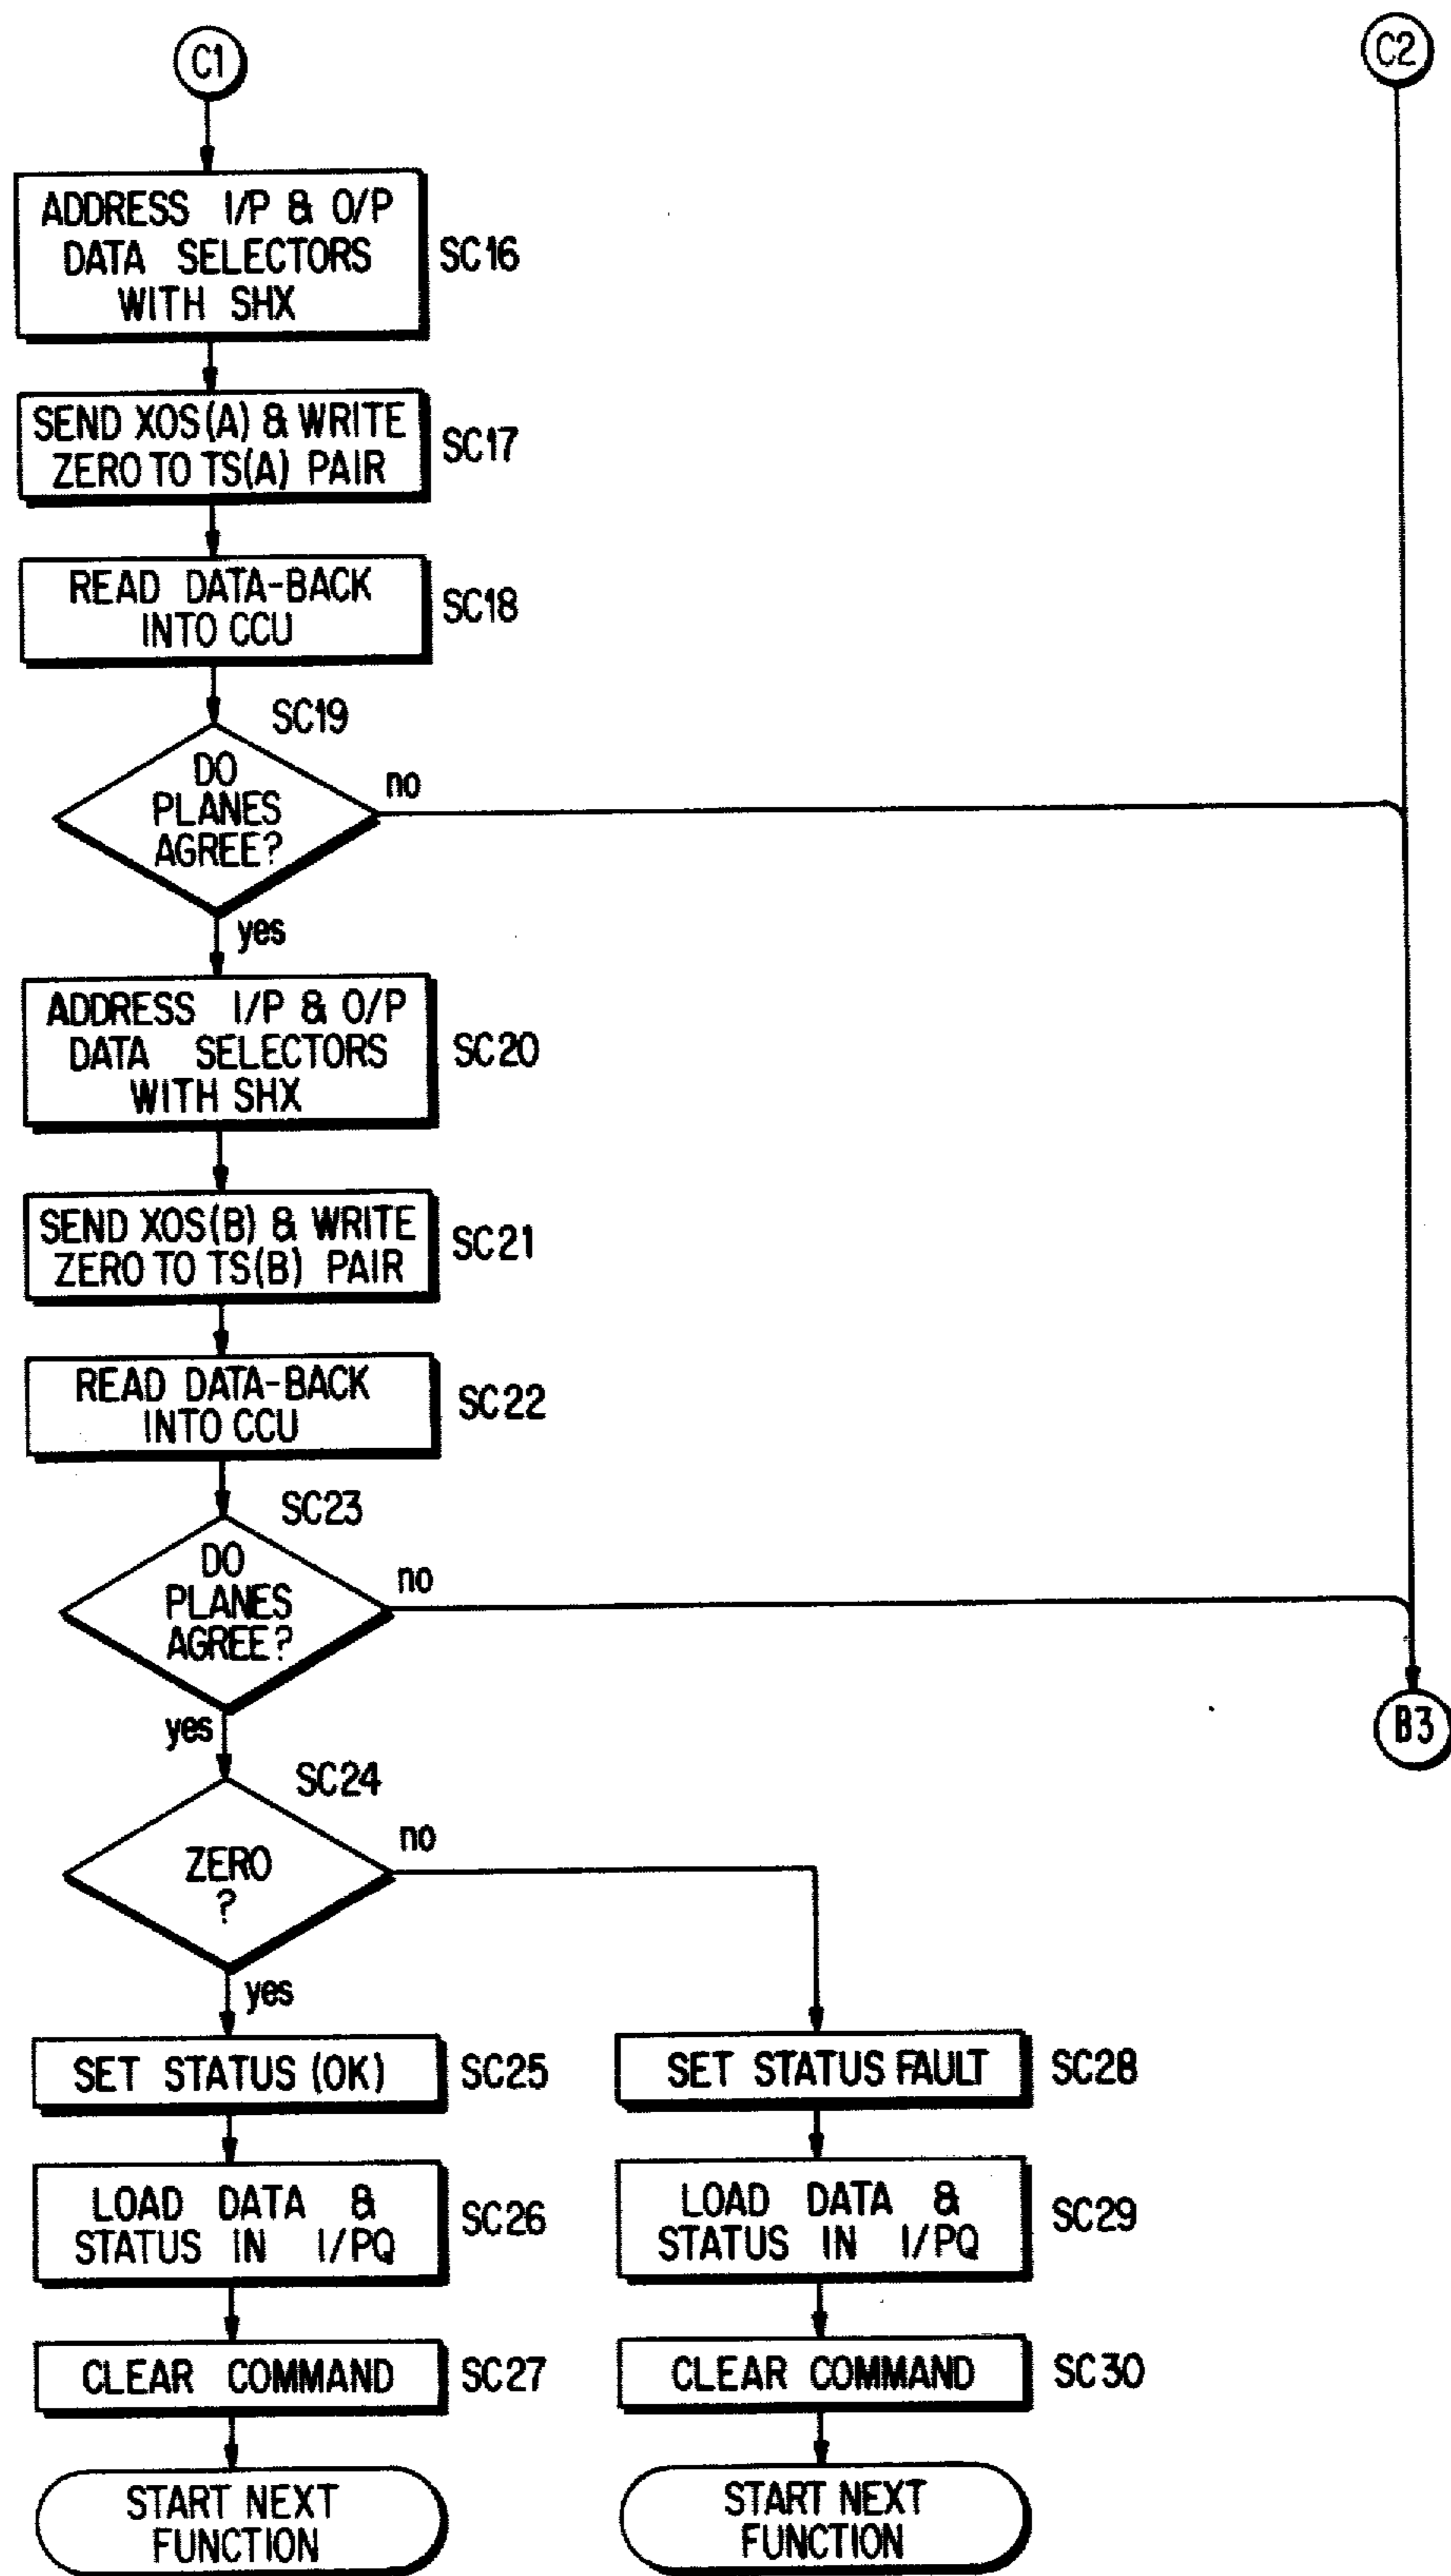 C1
C2
ADDRESS I/P & O/P
DATA SELECTORS
WITH SHX
SC16
SEND XOS(A) & WRITE
ZERO TO TS(A) PAIR
SC17
READ DATA-BACK
INTO CCU
SC18
SC19
DO
PLANES
AGREE?
no
yes
ADDRESS I/P & O/P
DATA SELECTORS
WITH SHX
SC20
SEND XOS(B) & WRITE
ZERO TO TS(B) PAIR
SC21
READ DATA-BACK
INTO CCU
SC22
SC23
DO
PLANES
AGREE?
no
yes
B3
SC24
ZERO
?
no
yes
SET STATUS (OK)
SC25
SET STATUS FAULT
SC28
LOAD DATA &
STATUS IN I/PQ
SC26
LOAD DATA &
STATUS IN I/PQ
SC29
CLEAR COMMAND
SC27
CLEAR COMMAND
SC30
START NEXT
FUNCTION
START NEXT
FUNCTION